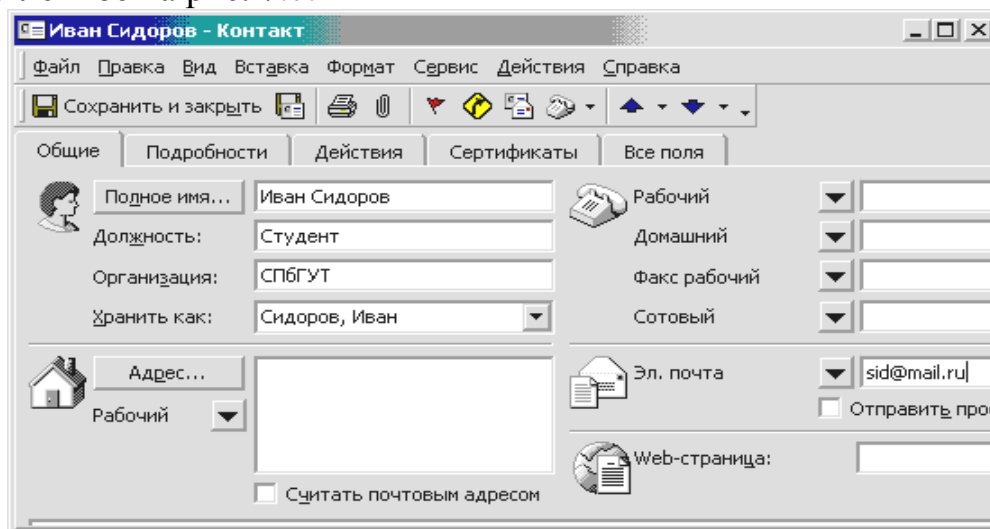 Иван Сидоров - Контакт
Файл Правка Вид Вставка Формат Сервис Действия Справка
Сохранить и закрыть
Общие Подробности Действия Сертификаты Все поля
Полное имя... Иван Сидоров Рабочий
Должность: Студент Домашний
Организация: СПбГУТ Факс рабочий
Хранить как: Сидоров, Иван Сотовый
Адрес... Эл. почта sid@mail.ru
Рабочий Отправить про
Web-страница:
Считать почтовым адресом